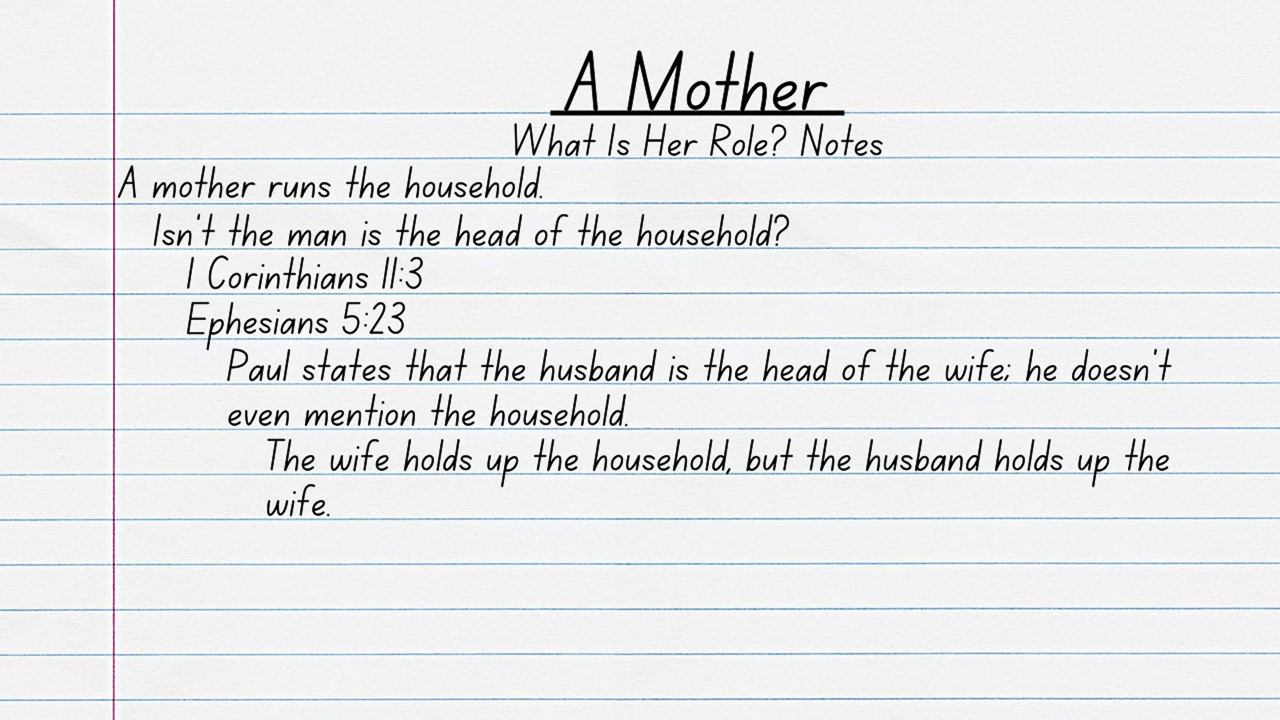 A Mother
What Is Her Role? Notes
A mother runs the household.
Isn't the man is the head of the household?
1 Corinthians 11:3
Ephesians 5:23
Paul states that the husband is the head of the wife; he doesn't
even mention the household.
The wife holds up the household, but the husband holds up the
wife.